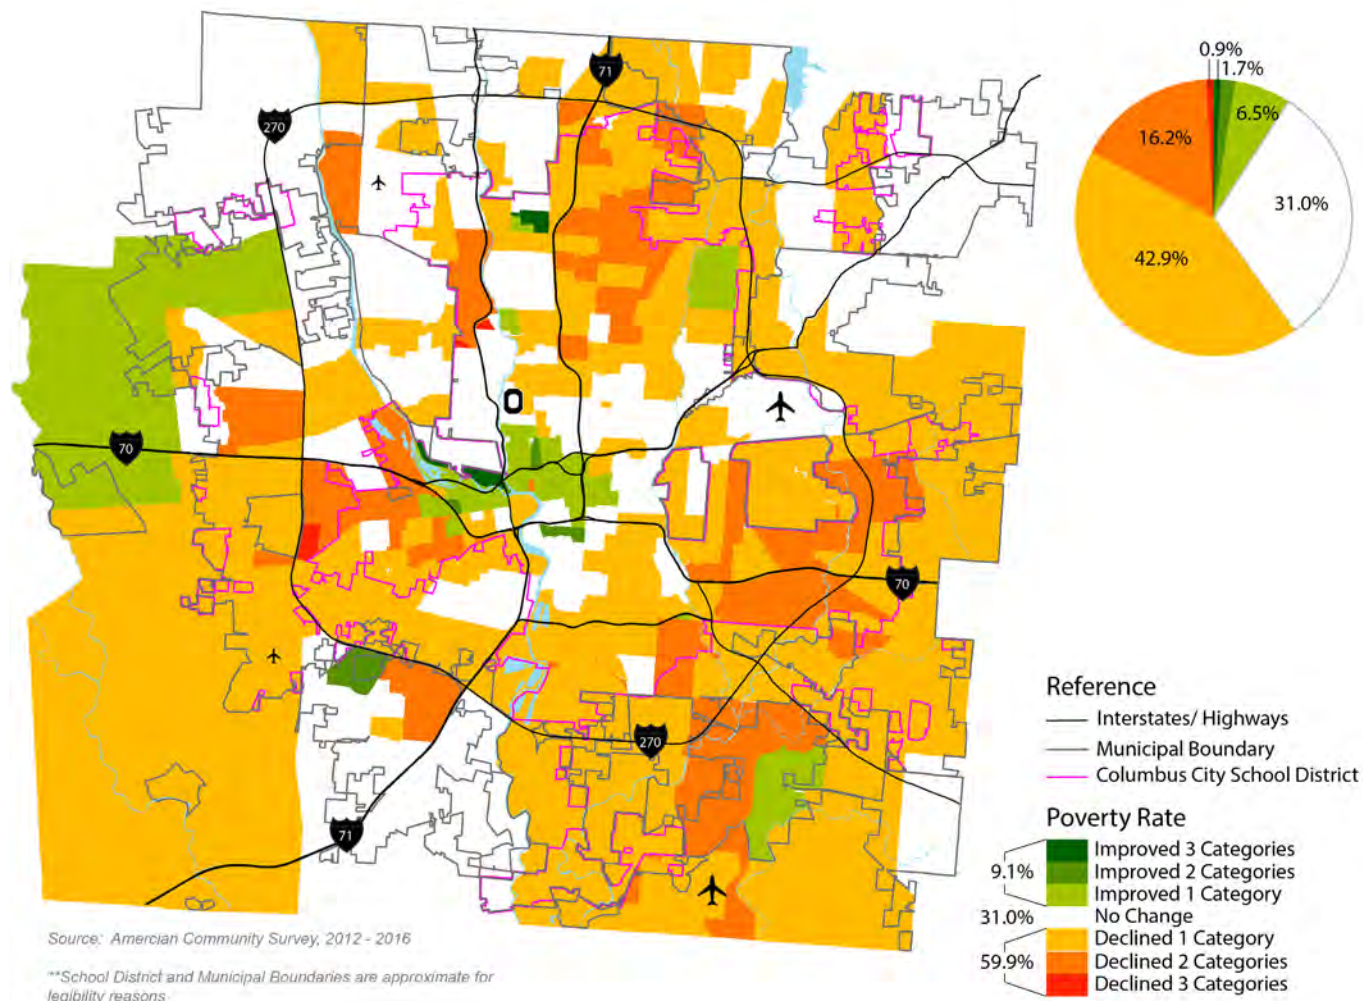 71
270
70
70
270
71
0.9%
1.7%
6.5%
16.2%
31.0%
42.9%
Reference
Interstates/ Highways
Municipal Boundary
Columbus City School District
Poverty Rate
Improved 3 Categories
9.1% Improved 2 Categories
Improved 1 Category
31.0% No Change
Declined 1 Category
59.9% Declined 2 Categories
Declined 3 Categories
Source: Amercian Community Survey, 2012 - 2016
**School District and Municipal Boundaries are approximate for
legibility reasons